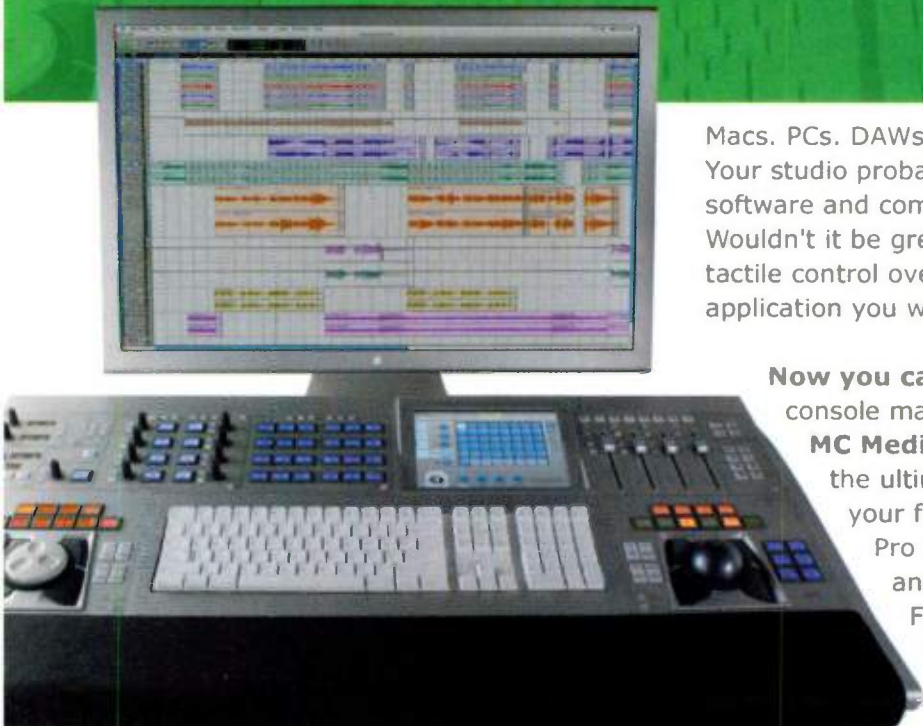 Macs. PCs. DAWs
Your studio proba
software and com
Wouldn't it be gre
tactile control ove
application you w
Now you ca
console ma
MC Medi
the ultir
your f
Pro
an
F